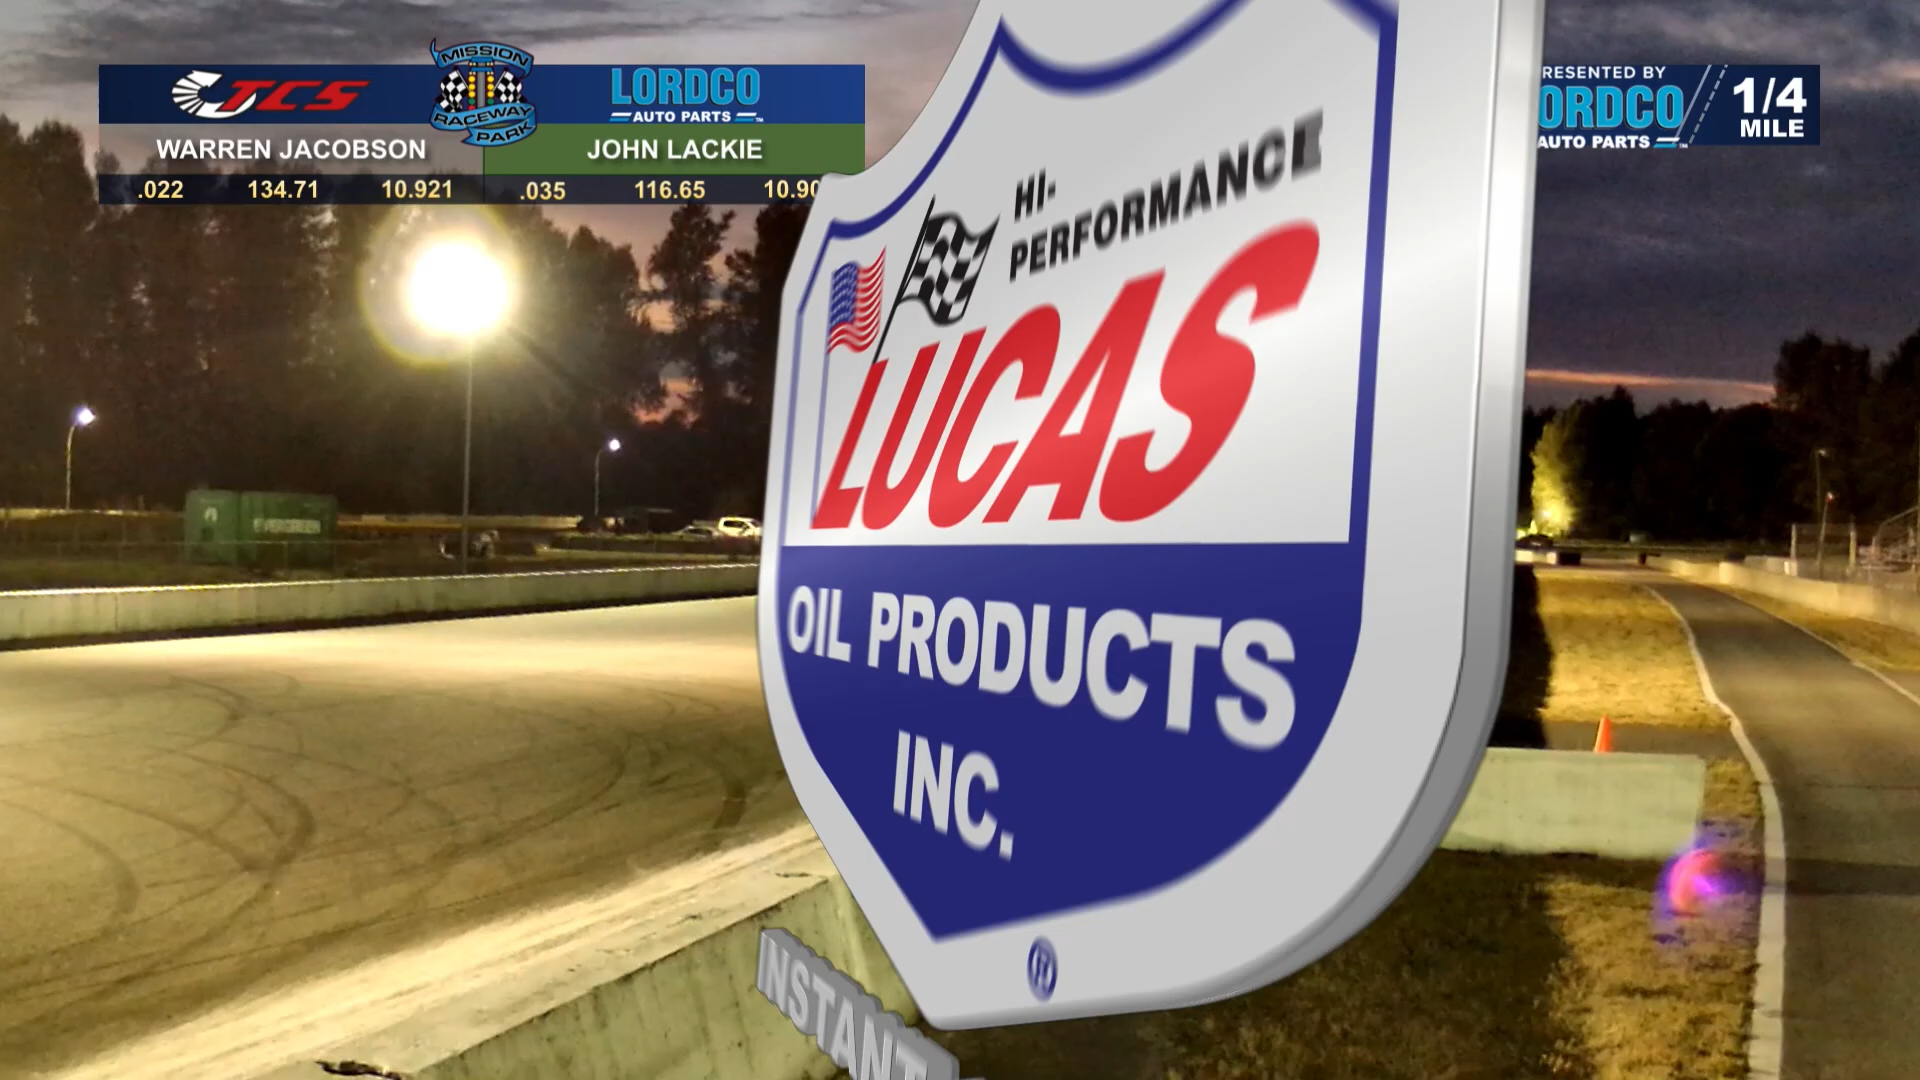 TCS
MISSION
RACEWAY
PARK
LORDCO
AUTO PARTS
WARREN JACOBSON
JOHN LACKIE
.022 134.71 10.921
.035 116.65
RESENTED BY
ORDCO
AUTO PARTS
1/4
MILE
HI-
PERFORMANCE
LUCAS
OIL PRODUCTS
INC.
EVERGREEN
INSTANT